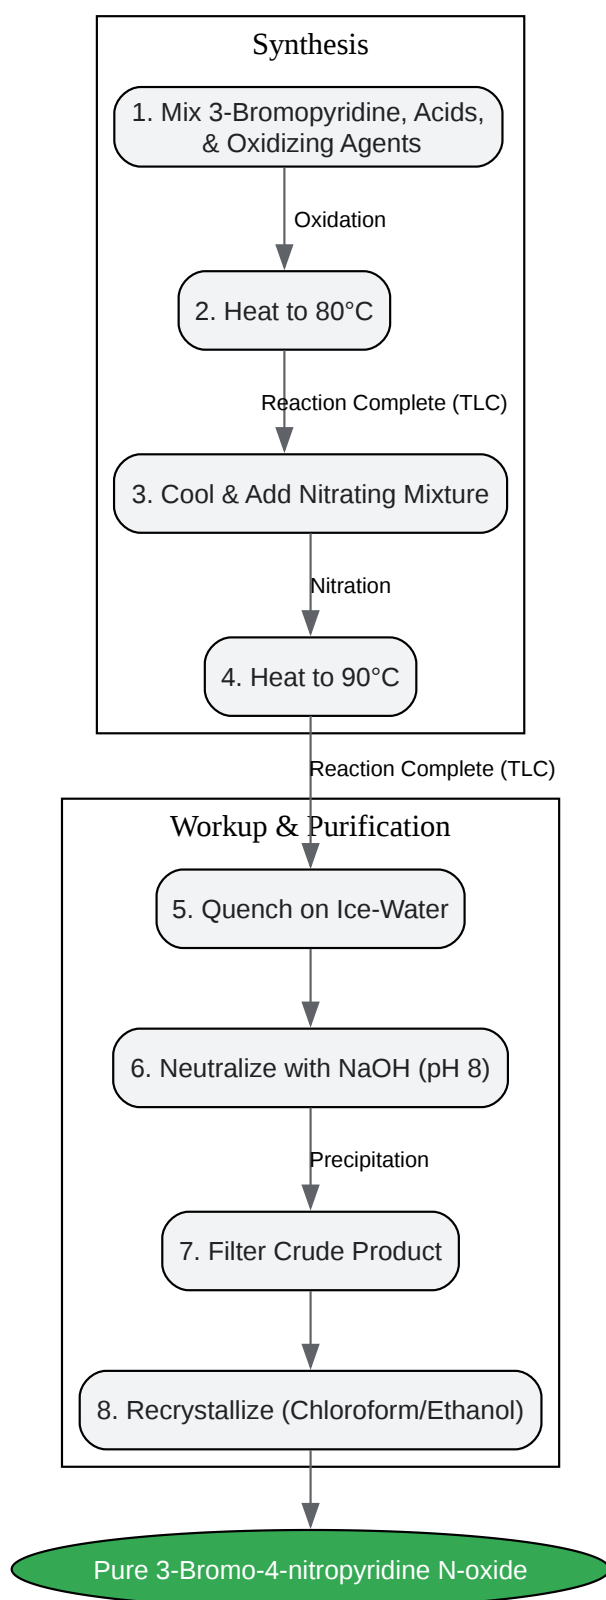 Synthesis
1. Mix 3-Bromopyridine, Acids,
& Oxidizing Agents
Oxidation
2. Heat to 80°C
Reaction Complete (TLC)
3. Cool & Add Nitrating Mixture
Nitration
4. Heat to 90°C
Reaction Complete (TLC)
Workup & Purification
5. Quench on Ice-Water
6. Neutralize with NaOH (pH 8)
Precipitation
7. Filter Crude Product
8. Recrystallize (Chloroform/Ethanol)
Pure 3-Bromo-4-nitropyridine N-oxide